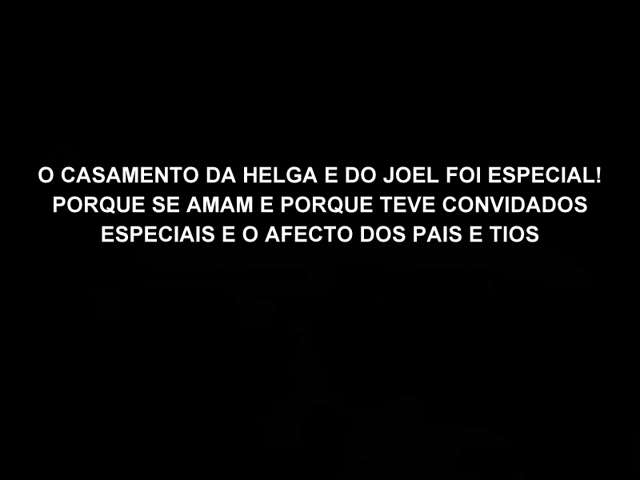 O CASAMENTO DA HELGA E DO JOEL FOI ESPECIAL!
PORQUE SE AMAM E PORQUE TEVE CONVIDADOS
ESPECIAIS E O AFECTO DOS PAIS E TIOS